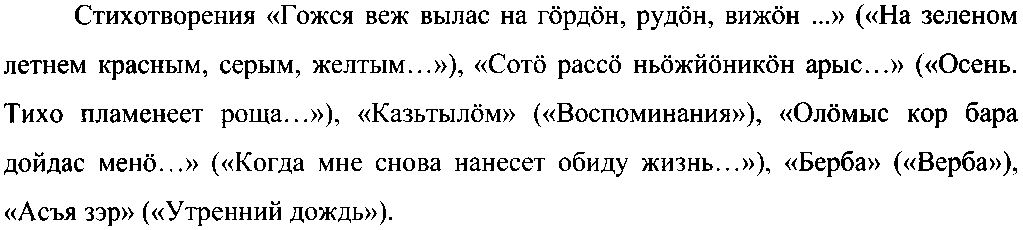 Стихотворения «Гожся веж вылас на гӧрдӧн, рудӧн, вижӧн ...» («На зеленом
летнем красным, серым, желтым…»), «Сотӧ рассӧ ньӧжйӧникӧн арыс…» («Осень.
Тихо пламенеет роща…»), «Казьтылӧм» («Воспоминания»), «Олӧмыс кор бара
дойдас менӧ…» («Когда мне снова нанесет обиду жизнь…»), «Берба» («Верба»),
«Асъя зэр» («Утренний дождь»).